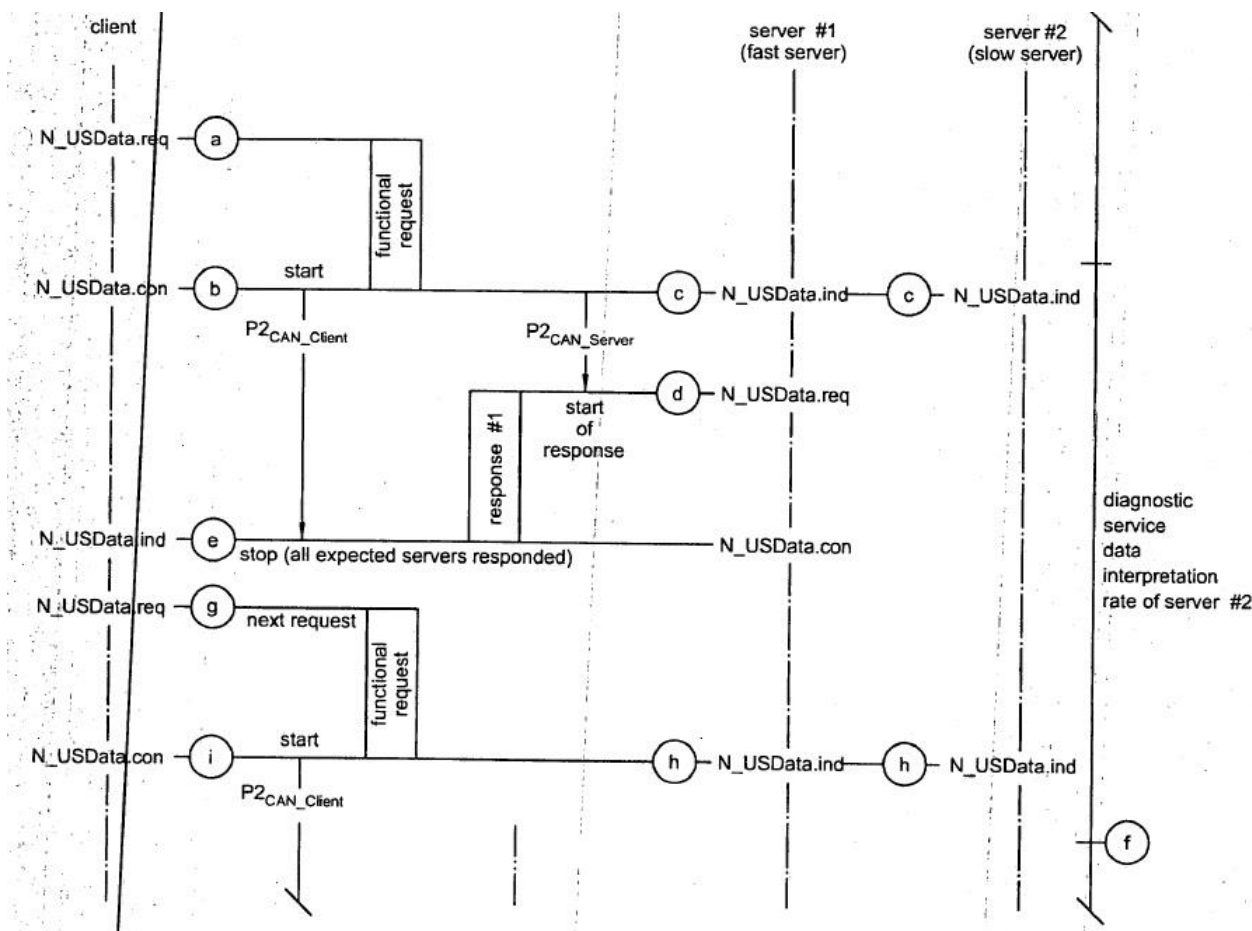 client
server #1
(fast server)
server #2
(slow server)
N_USData.req
a
functional
request
N_USData.con
b
start
c
N_USData.ind
c
N_USData.ind
P2CAN_Client
P2CAN_Server
d
N_USData.req
start
of
response
response #1
diagnostic
service
data
interpretation
rate of server #2
N_USData.ind
e
stop (all expected servers responded)
N_USData.con
N_USData.req
g
next request
functional
request
N_USData.con
i
start
h
N_USData.ind
h
N_USData.ind
P2CAN_Client
f